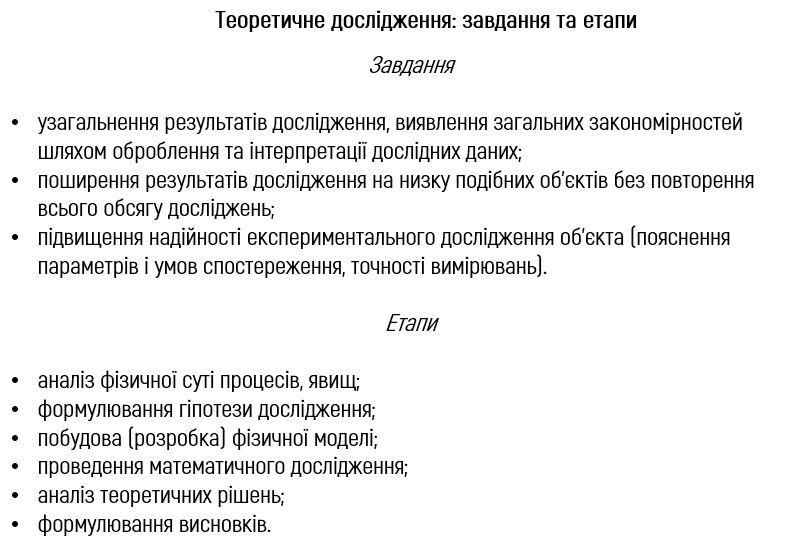 Теоретичне дослідження: завдання та етапи
Завдання
• узагальнення результатів дослідження, виявлення загальних закономірностей
шляхом оброблення та інтерпретації дослідних даних;
• поширення результатів дослідження на низку подібних об'єктів без повторення
всього обсягу досліджень;
• підвищення надійності експериментального дослідження об'єкта (пояснення
параметрів і умов спостереження, точності вимірювань).
Етапи
• аналіз фізичної суті процесів, явищ;
• формулювання гіпотези дослідження;
• побудова (розробка) фізичної моделі;
• проведення математичного дослідження;
• аналіз теоретичних рішень;
• формулювання висновків.